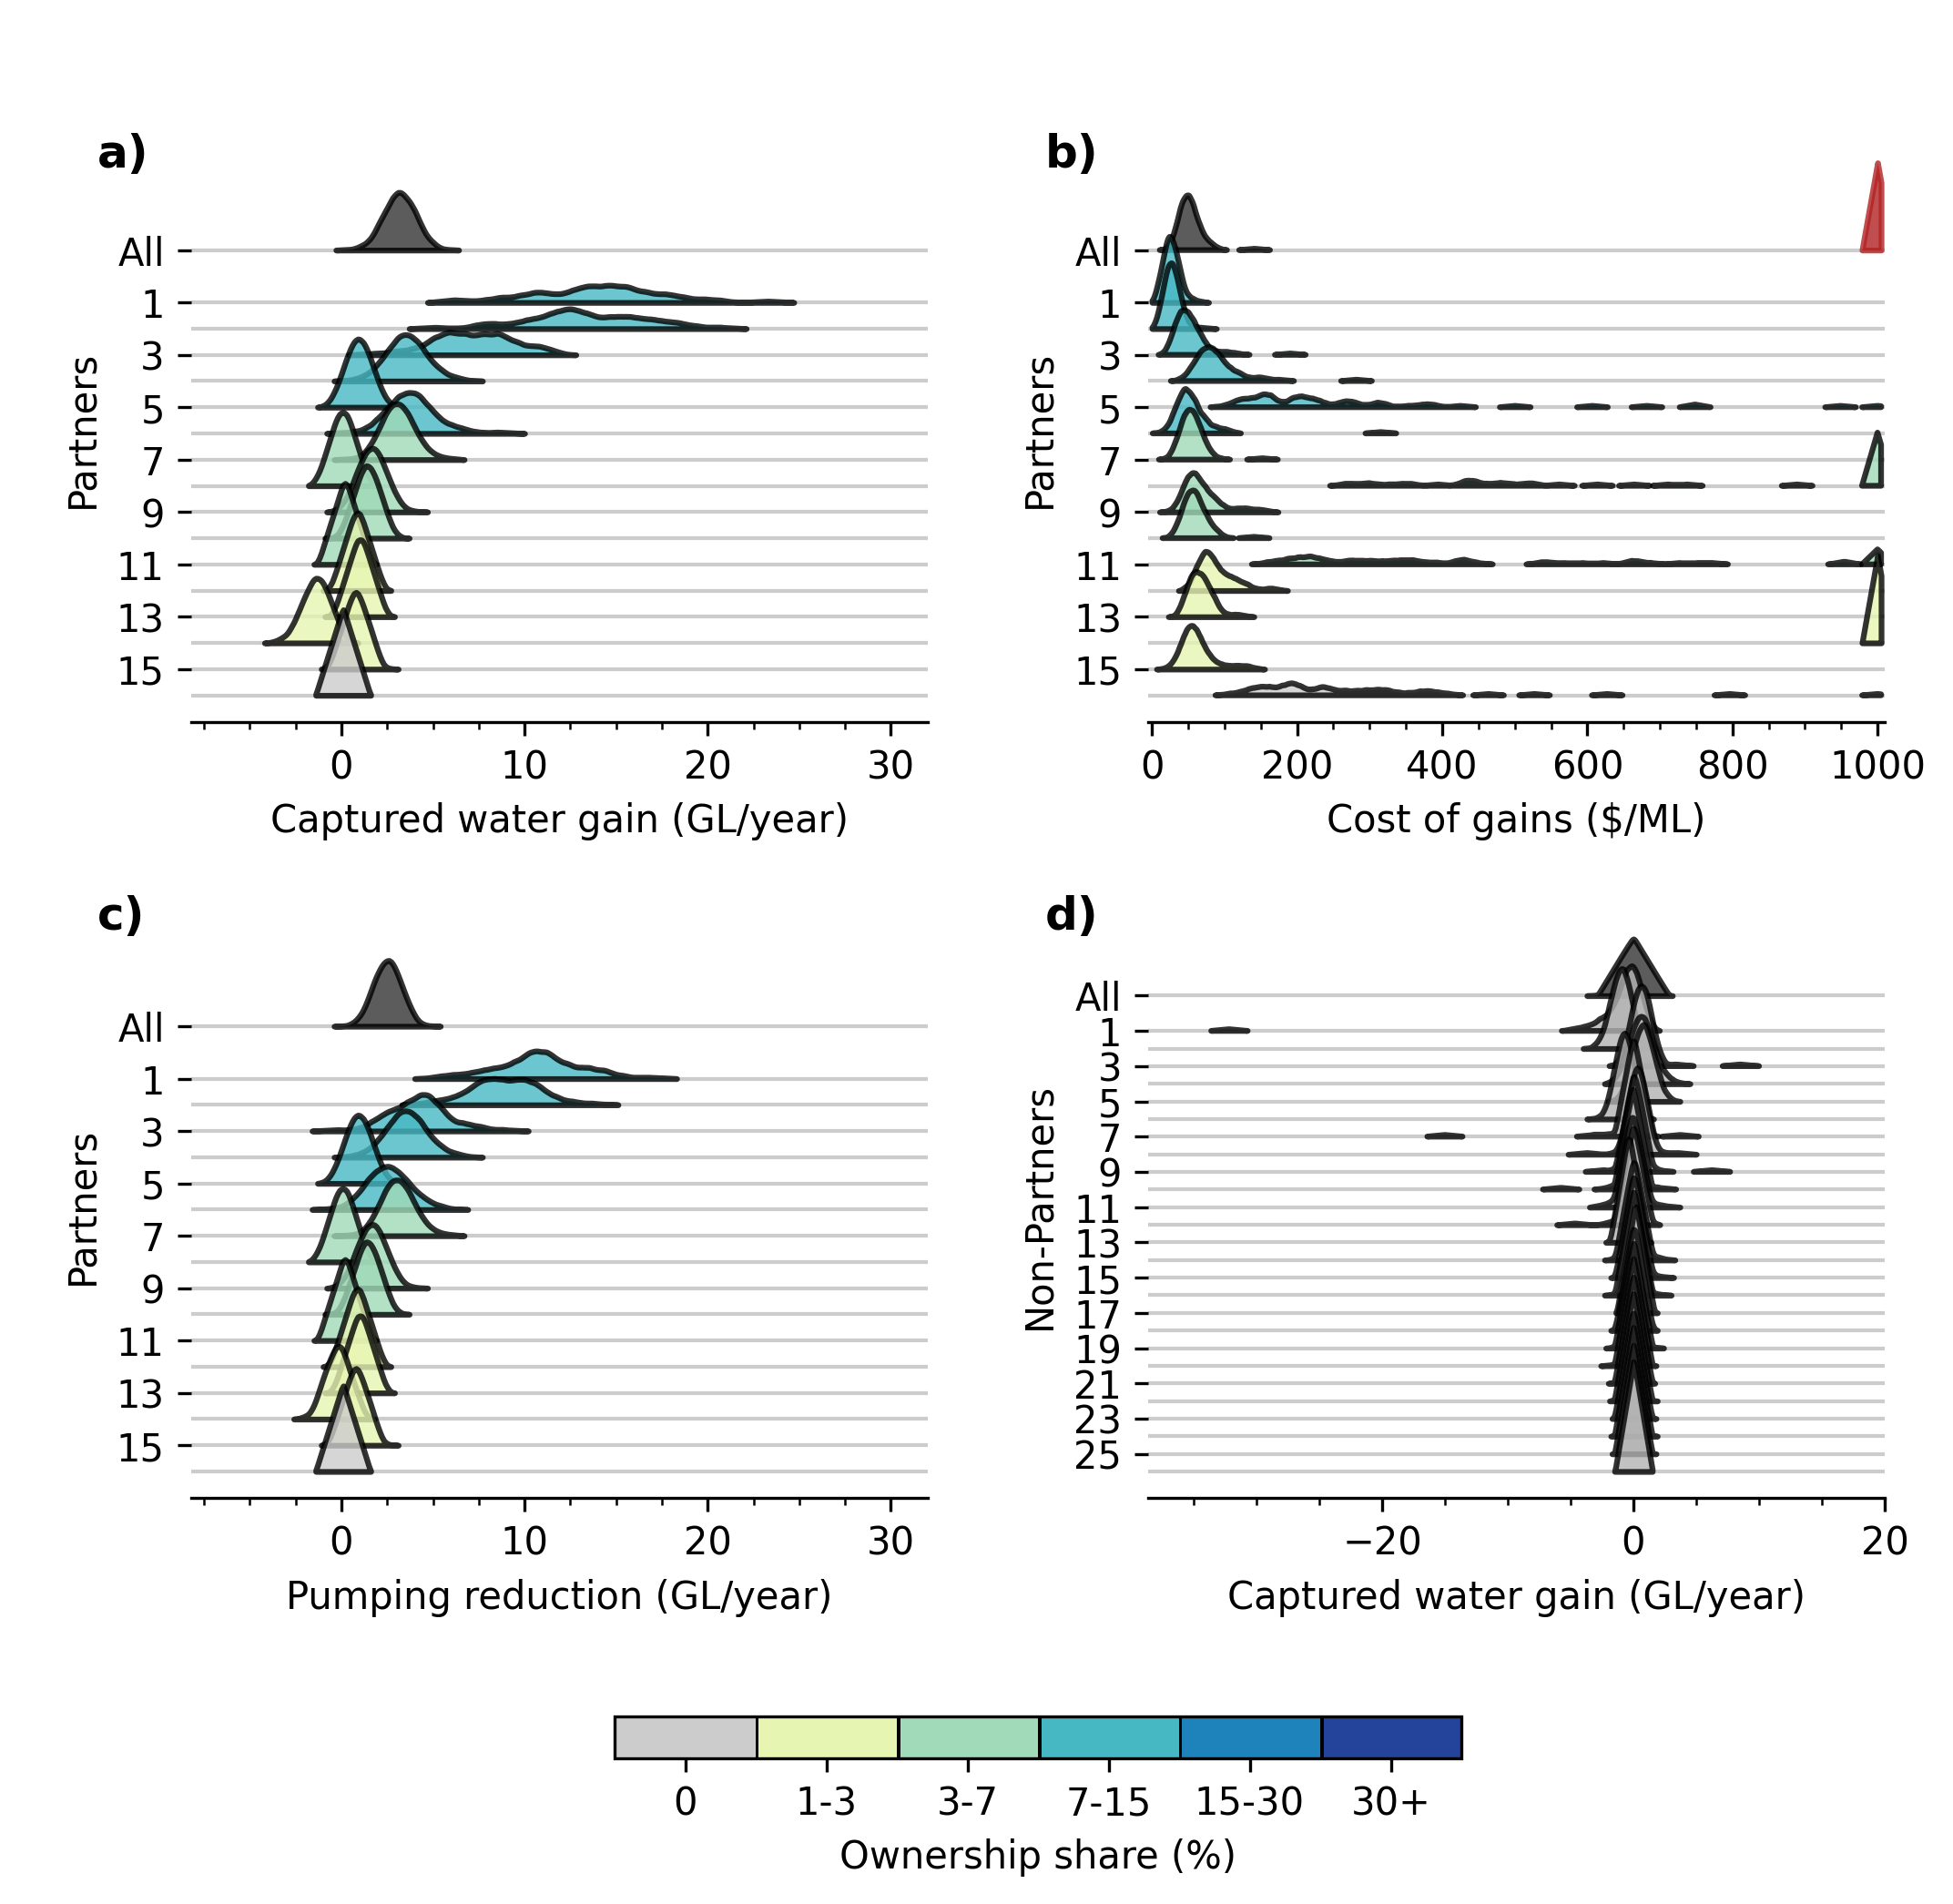 a)
All
1
3
5
7
9
11
13
15
Partners
0 10 20 30
Captured water gain (GL/year)
b)
All
1
3
5
7
9
11
13
15
Partners
0 200 400 600 800 1000
Cost of gains ($/ML)
c)
All
1
3
5
7
9
11
13
15
Partners
0 10 20 30
Pumping reduction (GL/year)
d)
All
1
3
5
7
9
11
13
15
17
19
21
23
25
Non-Partners
−20 0 20
Captured water gain (GL/year)
0 1-3 3-7 7-15 15-30 30+
Ownership share (%)